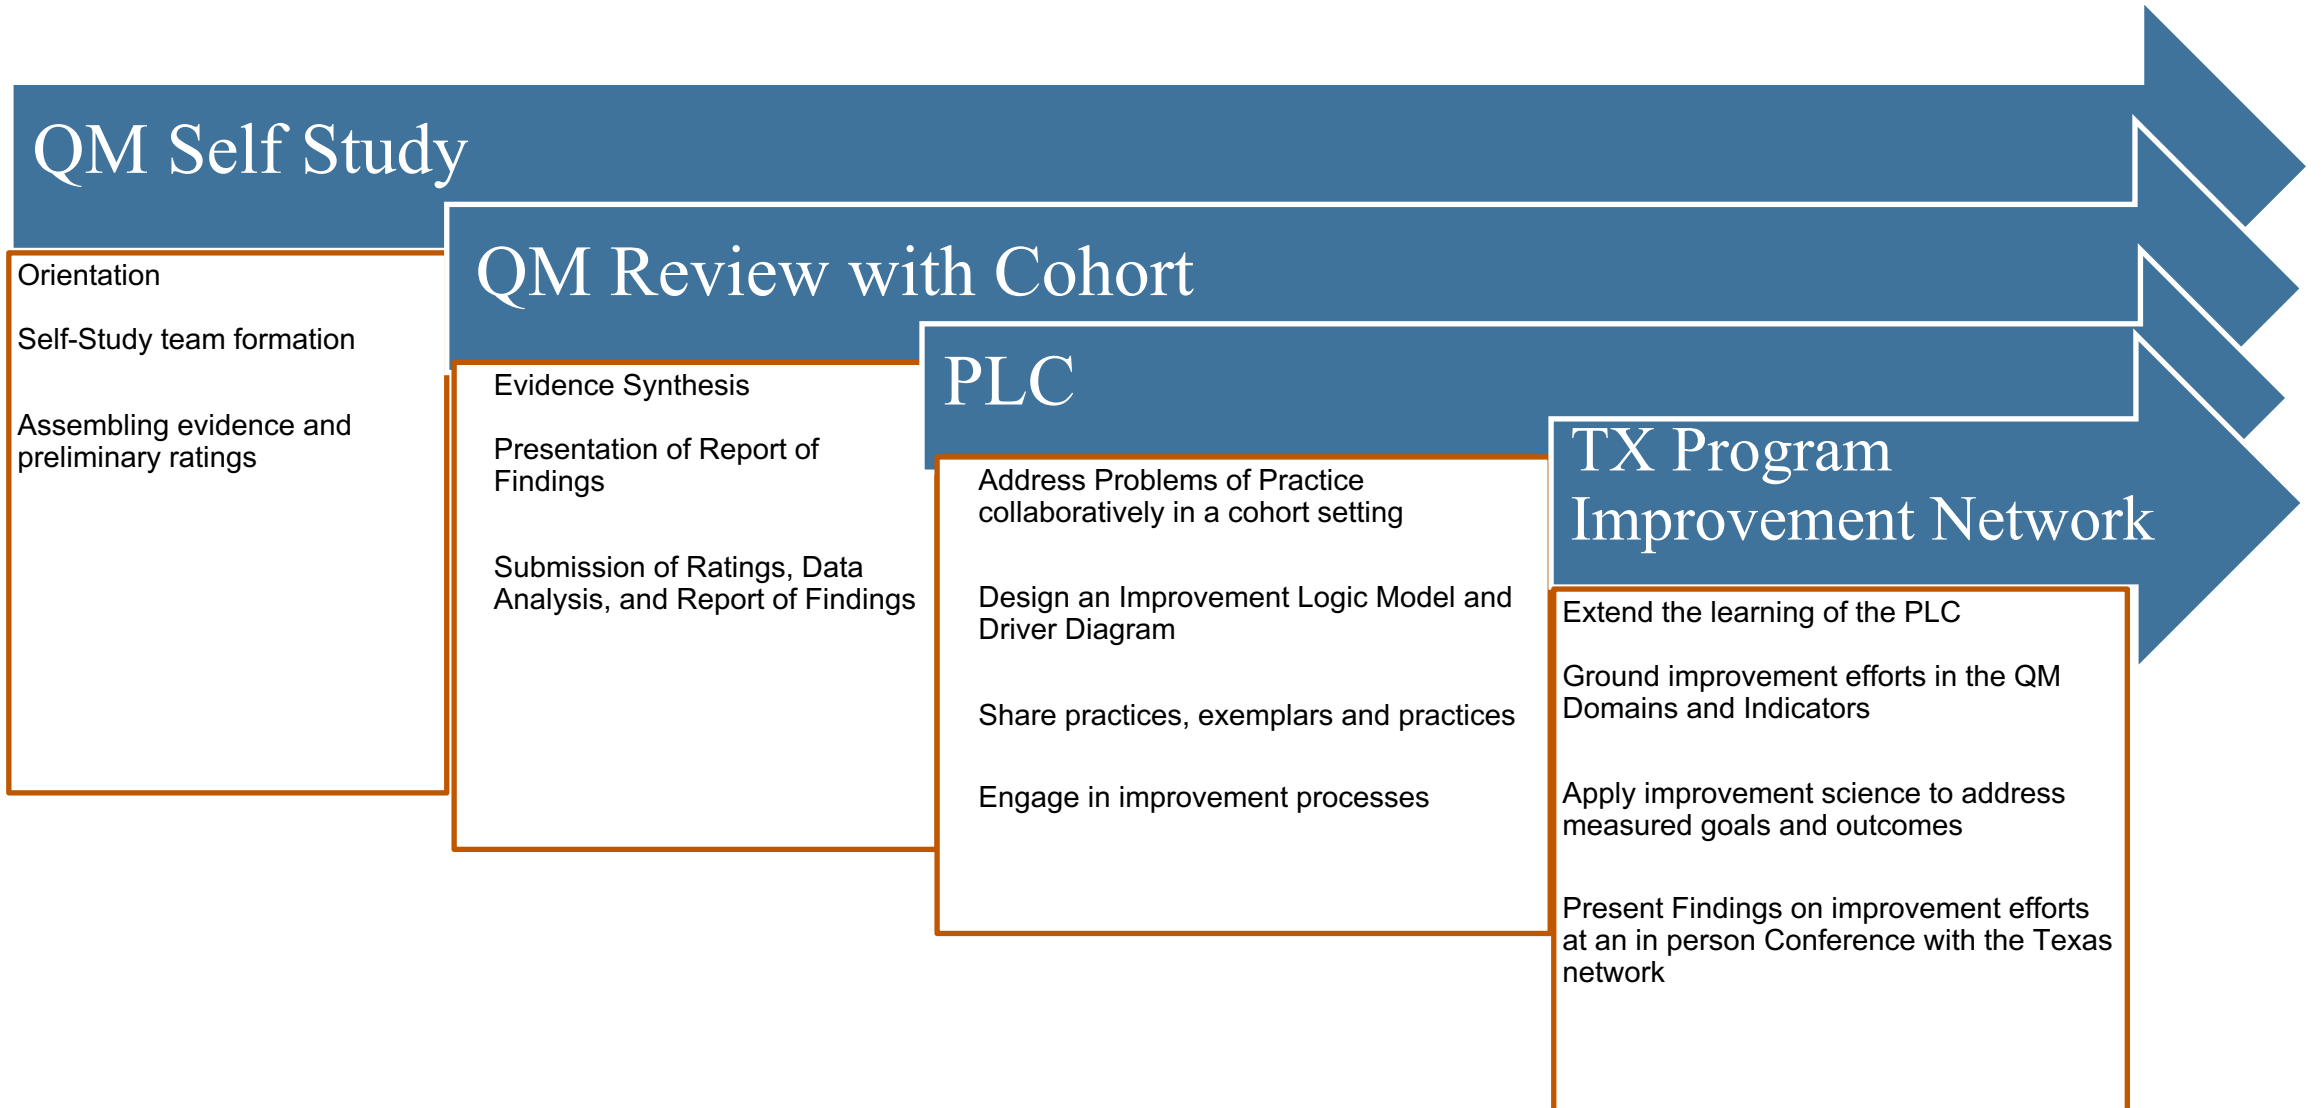 QM Self Study
Orientation
Self-Study team formation
Assembling evidence and
preliminary ratings
QM Review with Cohort
Evidence Synthesis
Presentation of Report of
Findings
Submission of Ratings, Data
Analysis, and Report of Findings
PLC
Address Problems of Practice
collaboratively in a cohort setting
Design an Improvement Logic Model and
Driver Diagram
Share practices, exemplars and practices
Engage in improvement processes
TX Program
Improvement Network
Extend the learning of the PLC
Ground improvement efforts in the QM
Domains and Indicators
Apply improvement science to address
measured goals and outcomes
Present Findings on improvement efforts
at an in person Conference with the Texas
network